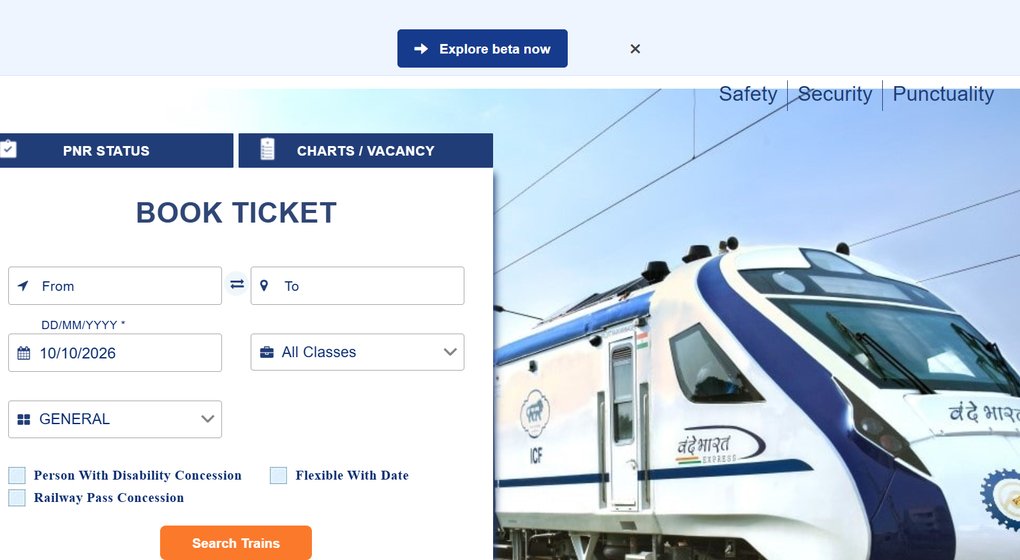 Explore beta now
Safety
Security
Punctuality
PNR STATUS
CHARTS / VACANCY
BOOK TICKET
From
To
DD/MM/YYYY *
10/10/2026
All Classes
GENERAL
Person With Disability Concession
Flexible With Date
Railway Pass Concession
Search Trains
ICF
वंदे भारत
EXPRESS
वंदे भारत